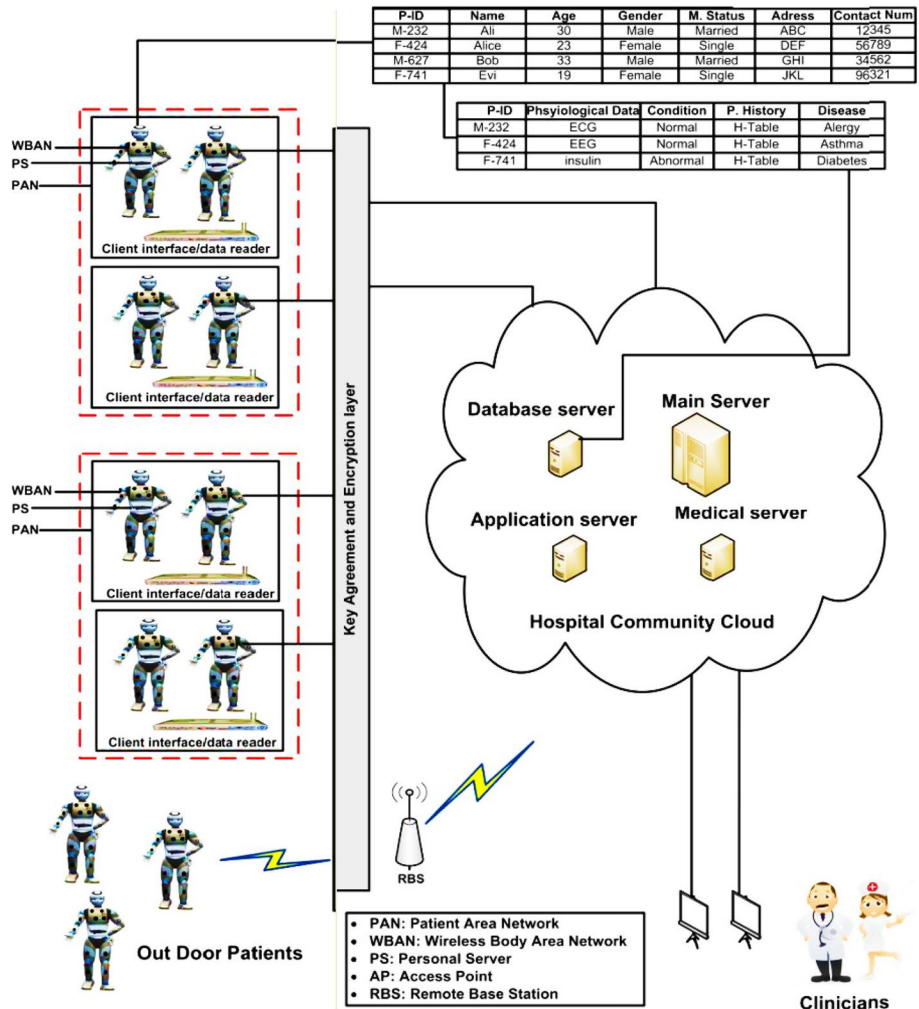 P-ID Name Age Gender M. Status Adress Contact Num
M-232 Ali 30 Male Married ABC 12345
F-424 Alice 23 Female Single DEF 56789
M-627 Bob 33 Male Married GHI 34562
F-741 Evi 19 Female Single JKL 96321
P-ID Phsyiological Data Condition P. History Disease
M-232 ECG Normal H-Table Alergy
F-424 EEG Normal H-Table Asthma
F-741 insulin Abnormal H-Table Diabetes
WBAN
PS
PAN
Client interface/data reader
Client interface/data reader
WBAN
PS
PAN
Client interface/data reader
Client interface/data reader
Key Agreement and Encryption layer
Database server
Main Server
Application server
Medical server
Hospital Community Cloud
RBS
Out Door Patients
• PAN: Patient Area Network
• WBAN: Wireless Body Area Network
• PS: Personal Server
• AP: Access Point
• RBS: Remote Base Station
Clinicians